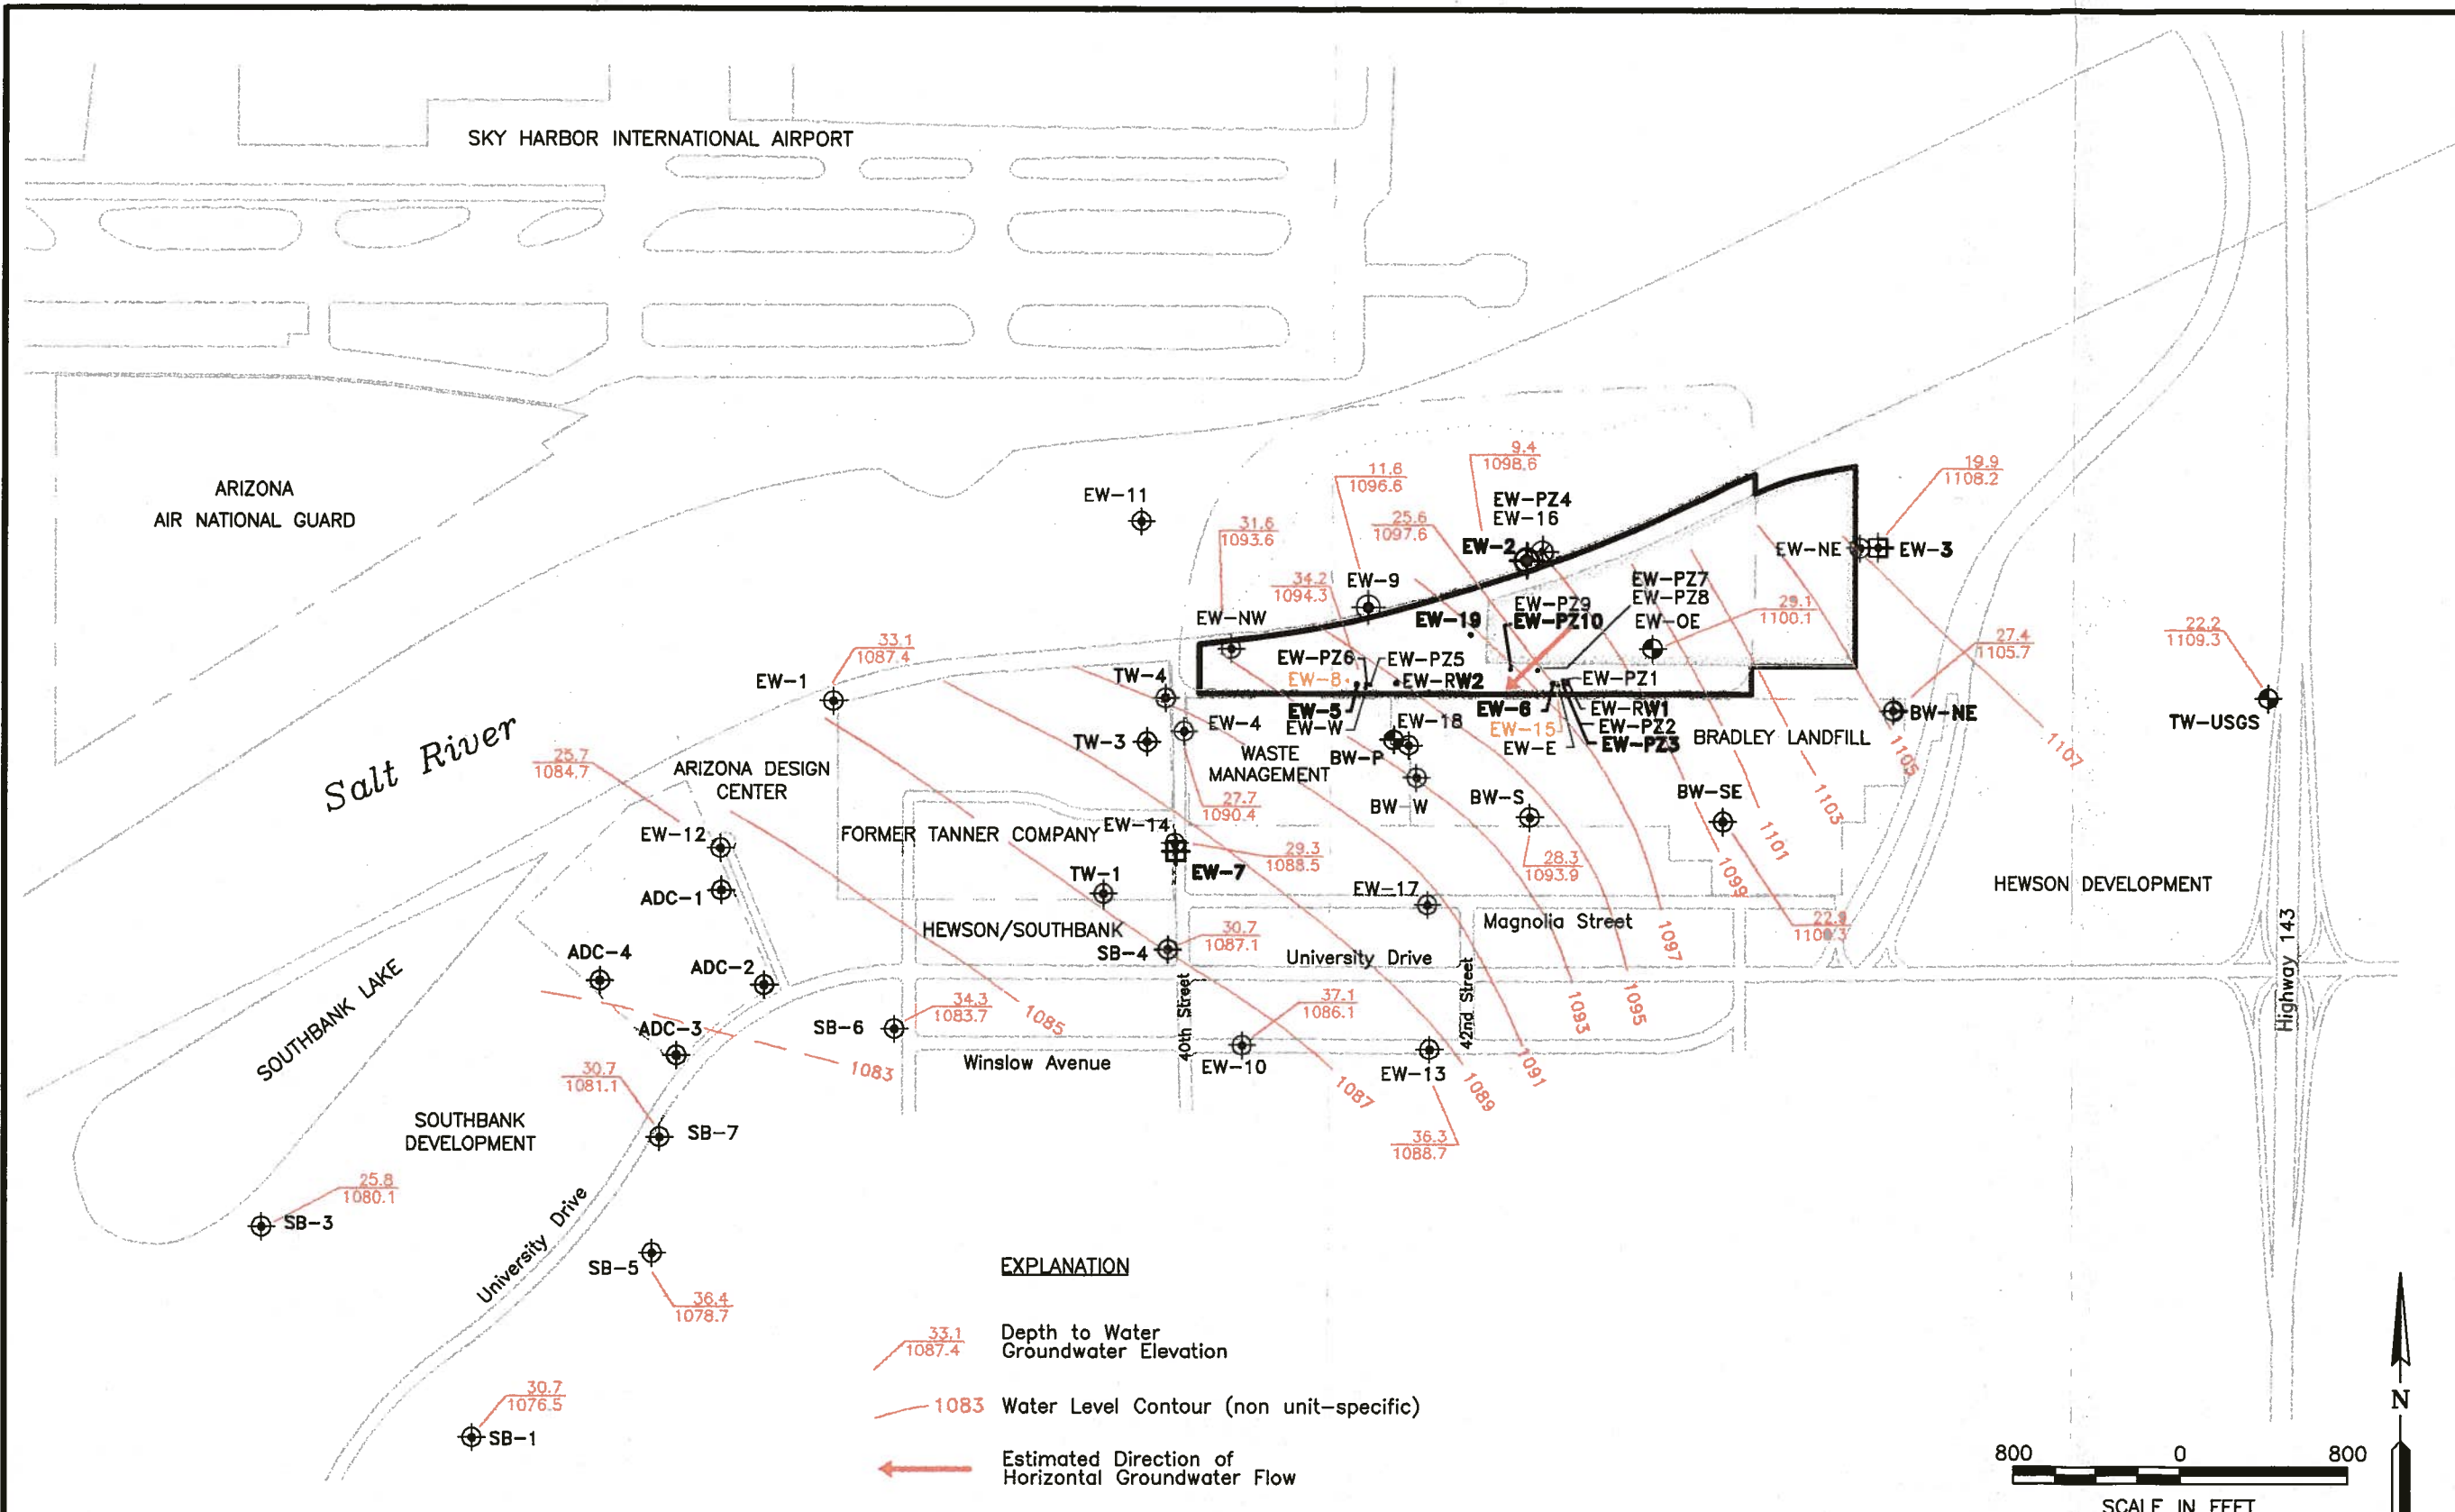 SKY HARBOR INTERNATIONAL AIRPORT
ARIZONA
AIR NATIONAL GUARD
EW-11
9.4
1098.6
11.6
1096.6
19.9
1108.2
EW-PZ4
EW-16
31.6
1093.6
25.6
1097.6
EW-2
EW-NE
EW-3
34.2
1094.3
EW-9
EW-PZ7
EW-PZ8
EW-NW
EW-19
EW-PZ9
EW-PZ10
EW-OE
29.1
1100.1
33.1
1087.4
27.4
1105.7
22.2
1109.3
EW-PZ6
EW-PZ5
EW-8
EW-RW2
EW-PZ1
EW-1
TW-4
EW-5
EW-W
EW-6
EW-RW1
EW-15
EW-PZ2
EW-E
EW-PZ3
BW-NE
TW-USGS
EW-4
EW-18
TW-3
BW-P
BRADLEY LANDFILL
WASTE
MANAGEMENT
1105
1107
Salt River
25.7
1084.7
ARIZONA DESIGN
CENTER
27.7
1090.4
BW-W
BW-S
BW-SE
1103
1101
EW-12
FORMER TANNER COMPANY
EW-14
29.3
1088.5
28.3
1093.9
1099
EW-7
TW-1
ADC-1
EW-17
HEWSON DEVELOPMENT
HEWSON/SOUTHBANK
SB-4
30.7
1087.1
Magnolia Street
22.9
1097
University Drive
ADC-4
ADC-2
SOUTHBANK LAKE
40th Street
42nd Street
Highway 143
34.3
1083.7
1085
37.1
1086.1
1093
1095
SB-6
ADC-3
1083
Winslow Avenue
EW-10
EW-13
1091
1089
1087
30.7
1081.1
SOUTHBANK
DEVELOPMENT
SB-7
36.3
1088.7
25.8
1080.1
SB-3
University Drive
SB-5
36.4
1078.7
30.7
1076.5
SB-1
EXPLANATION
33.1
1087.4
Depth to Water
Groundwater Elevation
1083
Water Level Contour (non unit-specific)
Estimated Direction of
Horizontal Groundwater Flow
N
800 0 800
SCALE IN FEET